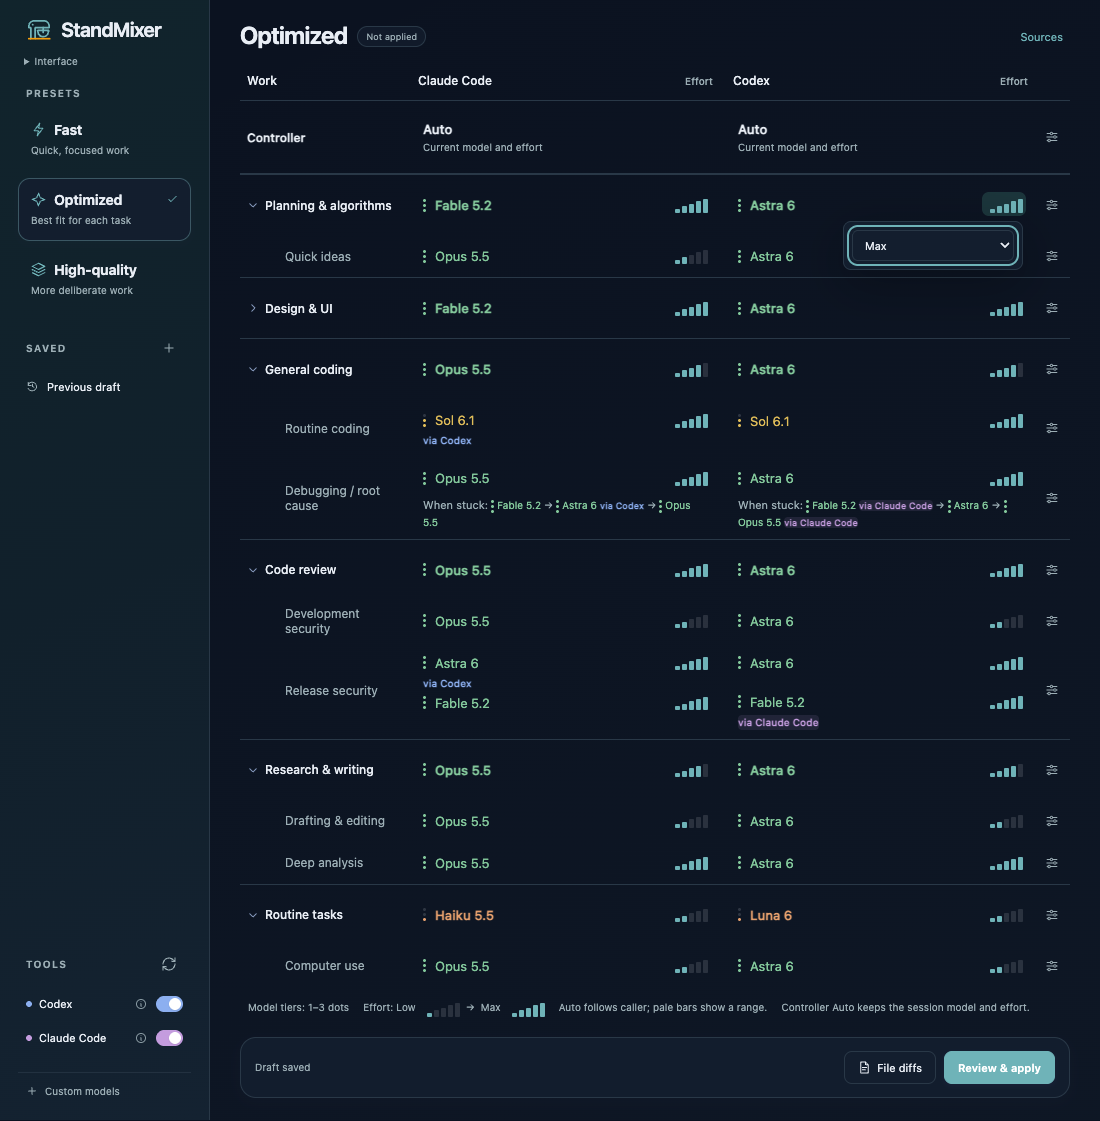 StandMixer
Interface
PRESETS
Fast
Quick, focused work
Optimized
Best fit for each task
High-quality
More deliberate work
SAVED
Previous draft
TOOLS
Codex
Claude Code
Custom models
Optimized
Not applied
Sources
Work Claude Code Effort Codex Effort
Controller
Auto
Current model and effort
Auto
Current model and effort
Planning & algorithms Fable 5.2 Astra 6
Max
Quick ideas Opus 5.5 Astra 6
Design & UI Fable 5.2 Astra 6
General coding Opus 5.5 Astra 6
Routine coding
Sol 6.1
via Codex
Sol 6.1
Debugging / root
cause
Opus 5.5
When stuck: Fable 5.2 → Astra 6 via Codex → Opus
5.5
Astra 6
When stuck: Fable 5.2 via Claude Code → Astra 6 →
Opus 5.5 via Claude Code
Code review Opus 5.5 Astra 6
Development
security
Opus 5.5 Astra 6
Release security
Astra 6
via Codex
Fable 5.2
Astra 6
Fable 5.2
via Claude Code
Research & writing Opus 5.5 Astra 6
Drafting & editing Opus 5.5 Astra 6
Deep analysis Opus 5.5 Astra 6
Routine tasks Haiku 5.5 Luna 6
Computer use Opus 5.5 Astra 6
Model tiers: 1–3 dots Effort: Low → Max Auto follows caller; pale bars show a range. Controller Auto keeps the session model and effort.
Draft saved
File diffs
Review & apply